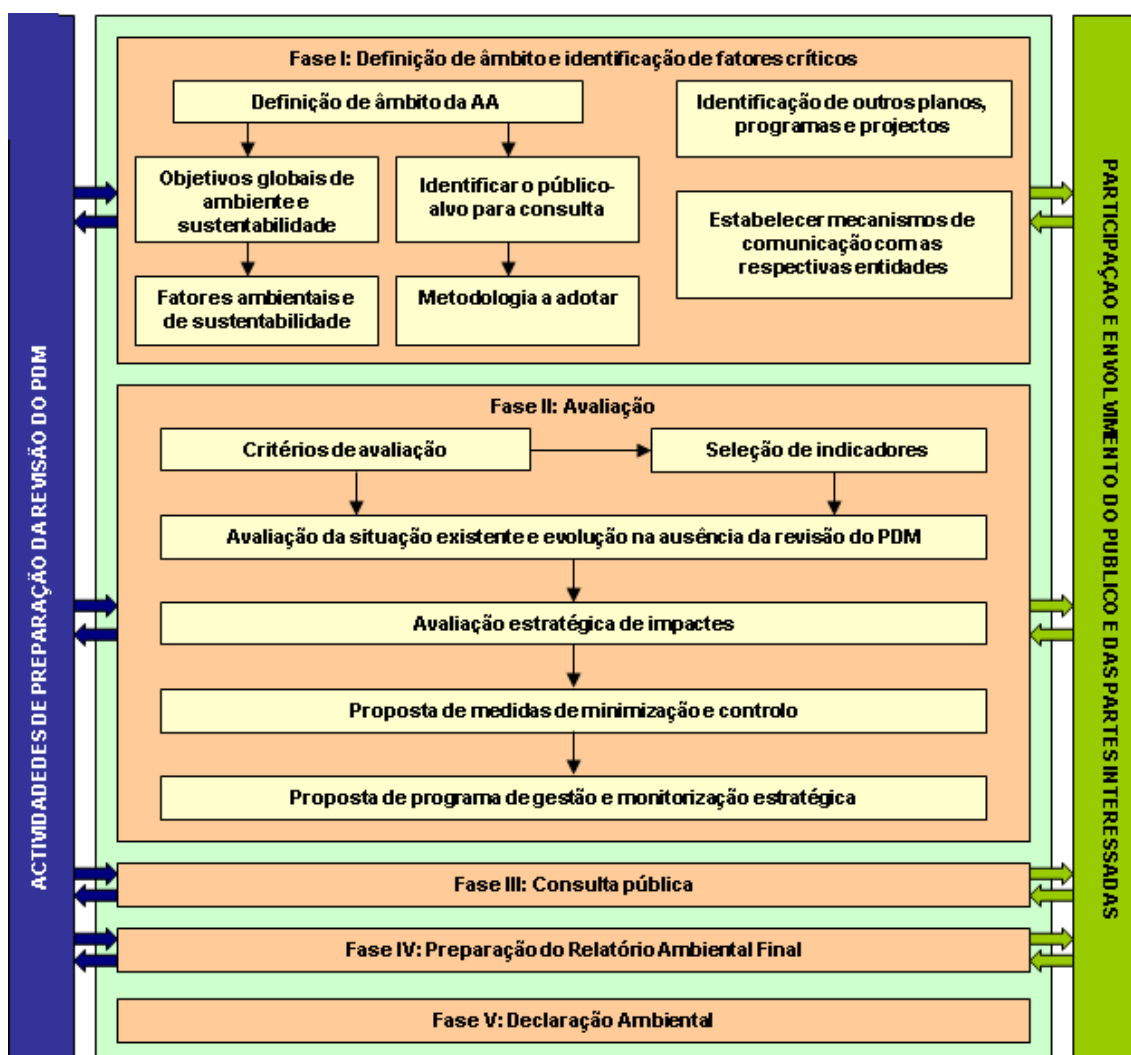 ACTIVIDADES DE PREPARAÇÃO DA REVISÃO DO PDM
Fase I: Definição de âmbito e identificação de fatores críticos
Definição de âmbito da AA
Objetivos globais de
ambiente e
sustentabilidade
Fatores ambientais e
de sustentabilidade
Identificar o público-
alvo para consulta
Metodologia a adotar
Identificação de outros planos,
programas e projectos
Estabelecer mecanismos de
comunicação com as
respectivas entidades
Fase II: Avaliação
Critérios de avaliação
Seleção de indicadores
Avaliação da situação existente e evolução na ausência da revisão do PDM
Avaliação estratégica de impactes
Proposta de medidas de minimização e controlo
Proposta de programa de gestão e monitorização estratégica
Fase III: Consulta pública
Fase IV: Preparação do Relatório Ambiental Final
Fase V: Declaração Ambiental
PARTICIPAÇAO E ENVOLVIMENTO DO PUBLICO E DAS PARTES INTERESSADAS